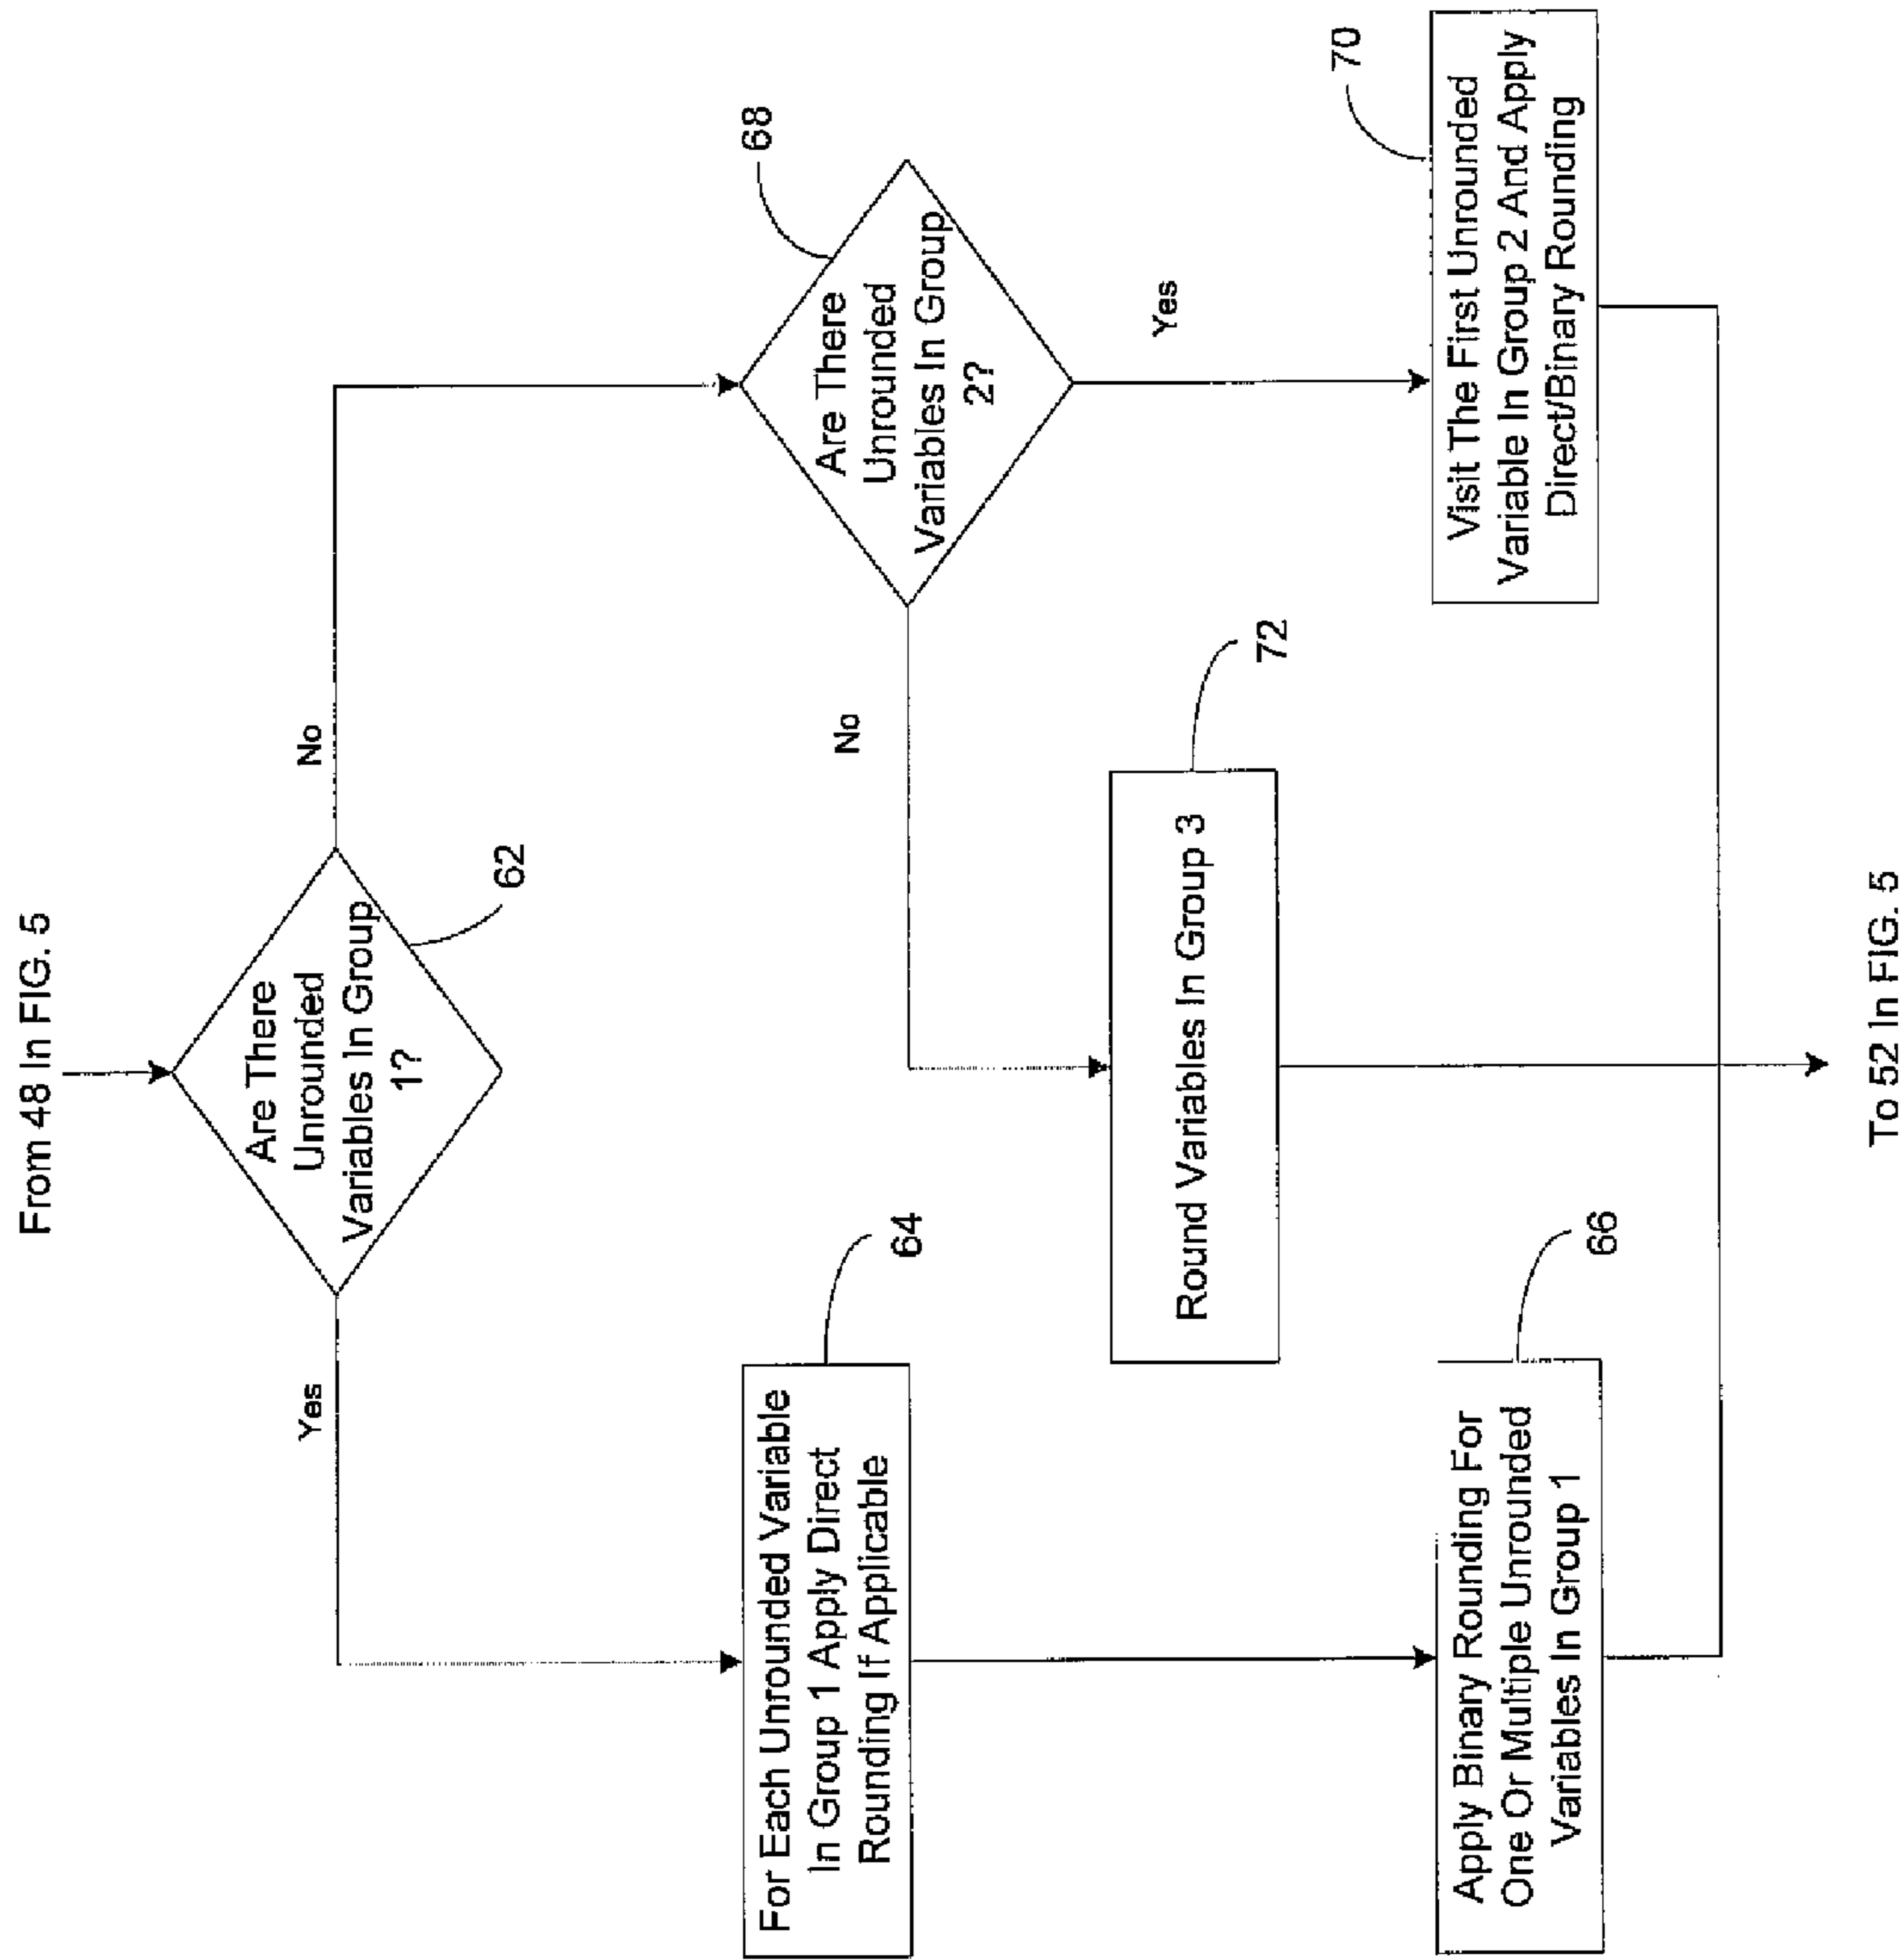 From 48 In FIG. 5
Are There
Unrounded
Variables In Group
1?
62
Yes
No
For Each Unrounded Variable
In Group 1 Apply Direct
Rounding If Applicable
64
Are There
Unrounded
Variables In Group
2?
68
No
Yes
Round Variables In Group 3
72
Apply Binary Rounding For
One Or Multiple Unrounded
Variables In Group 1
66
Visit The First Unrounded
Variable In Group 2 And Apply
Direct/Binary Rounding
70
To 52 In FIG. 5